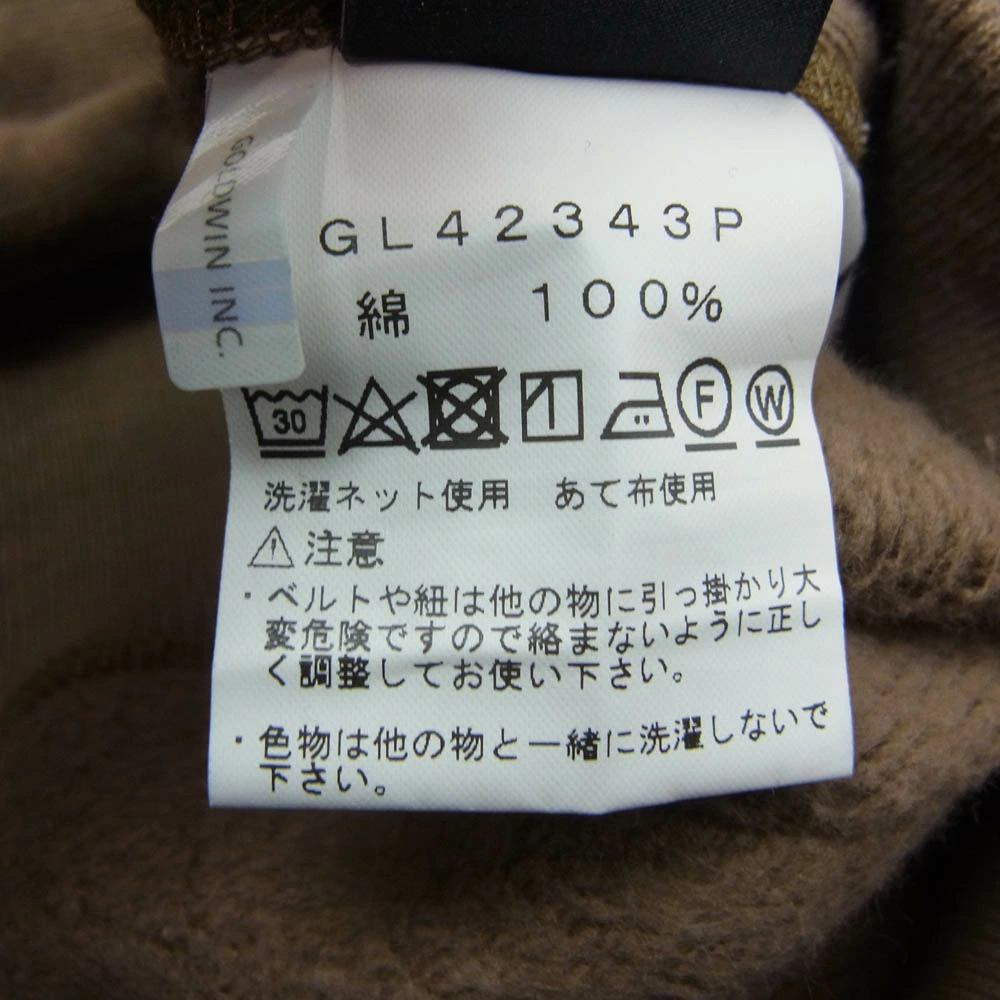 GOLDWIN INC.
GL42343P
綿 100%
30 F W
洗濯ネット使用 あて布使用
注意
・ベルトや紐は他の物に引っ掛かり大
変危険ですので絡まないように正し
く調整してお使い下さい。
・色物は他の物と一緒に洗濯しないで
下さい。